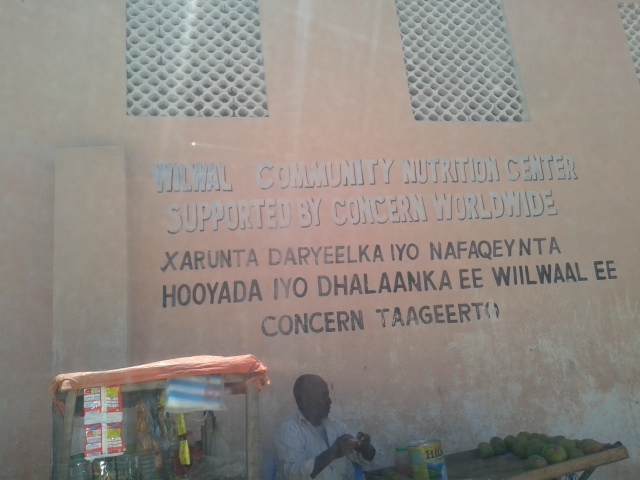 WILWAL COMMUNITY NUTRITION CENTER
SUPPORTED BY CONCERN WORLDWIDE
XARUNTA DARYEELKA IYO NAFAQEYNTA
HOOYADA IYO DHALAANKA EE WIILWAAL EE
CONCERN TAAGEERTO